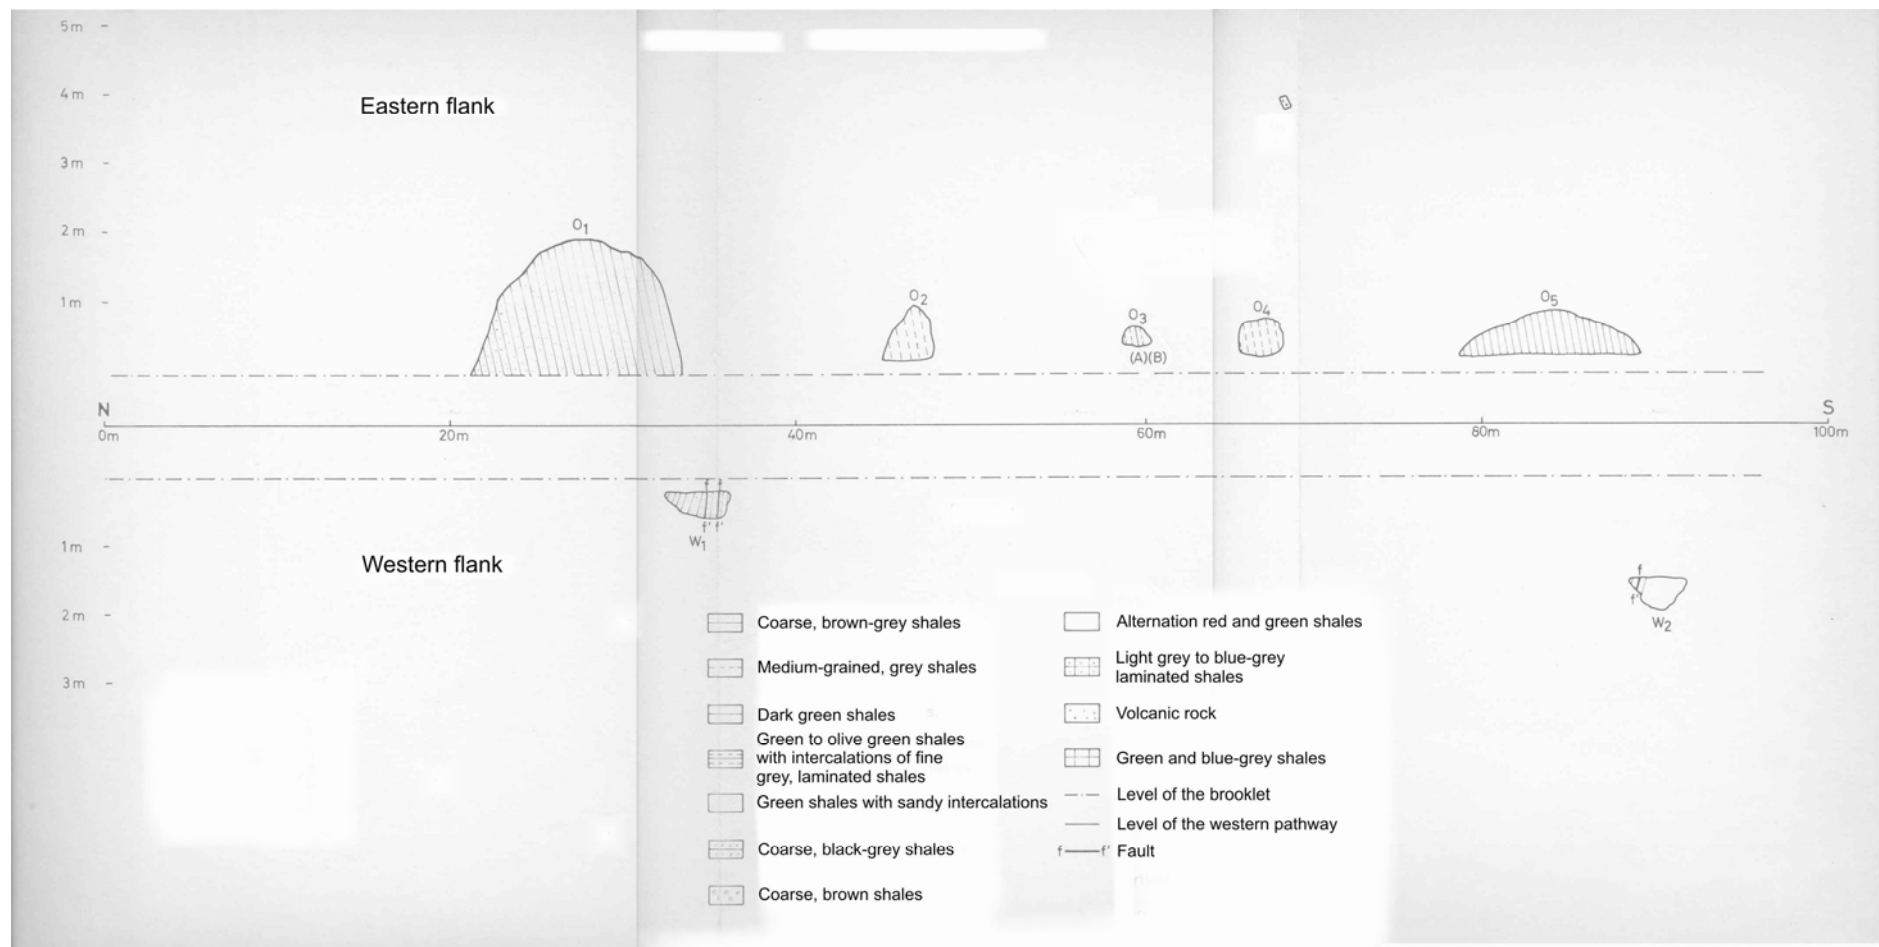 5m
4m
Eastern flank
3m
2m
O1
1m
O2
O3
(A)(B)
O4
O5
N
S
0m
20m
40m
60m
80m
100m
f f
f' f'
W1
1m
Western flank
f
f'
W2
2m
3m
Coarse, brown-grey shales
Medium-grained, grey shales
Dark green shales
Green to olive green shales
with intercalations of fine
grey, laminated shales
Green shales with sandy intercalations
Coarse, black-grey shales
Coarse, brown shales
Alternation red and green shales
Light grey to blue-grey
laminated shales
Volcanic rock
Green and blue-grey shales
Level of the brooklet
Level of the western pathway
f f' Fault